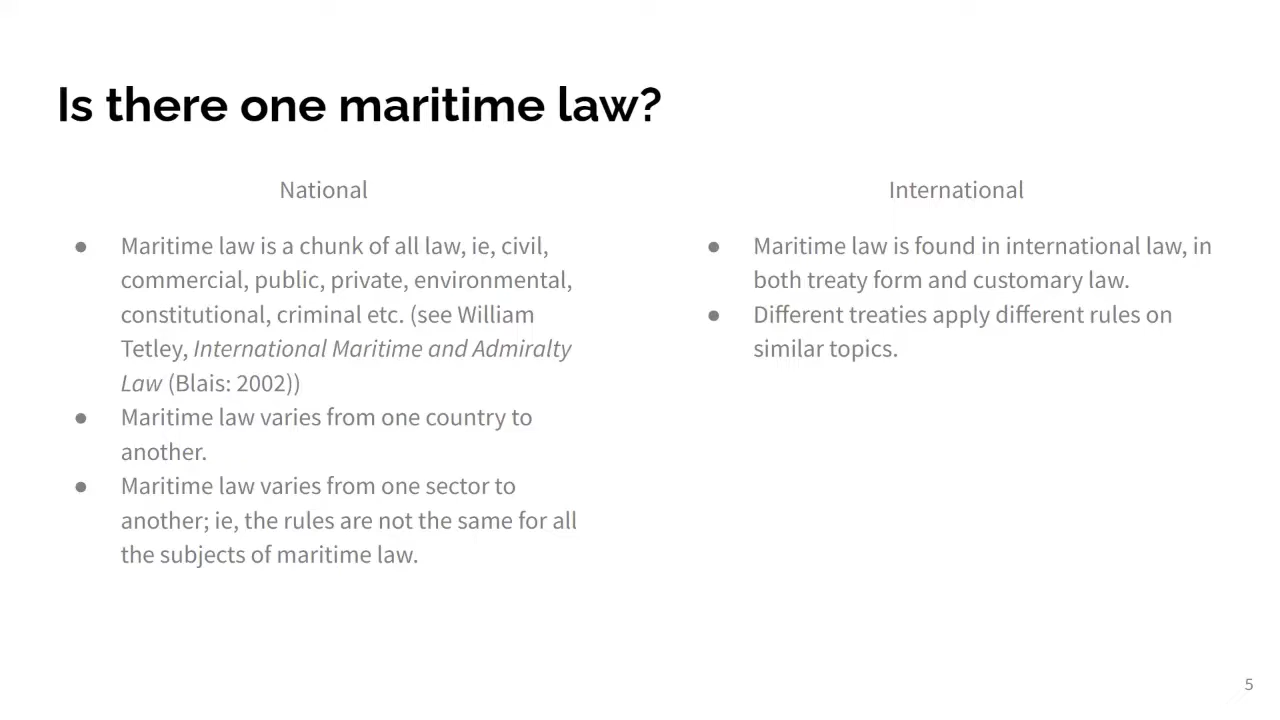 Is there one maritime law?
National
● Maritime law is a chunk of all law, ie, civil,
commercial, public, private, environmental,
constitutional, criminal etc. (see William
Tetley, International Maritime and Admiralty
Law (Blais: 2002))
● Maritime law varies from one country to
another.
● Maritime law varies from one sector to
another; ie, the rules are not the same for all
the subjects of maritime law.
International
● Maritime law is found in international law, in
both treaty form and customary law.
● Different treaties apply different rules on
similar topics.
5